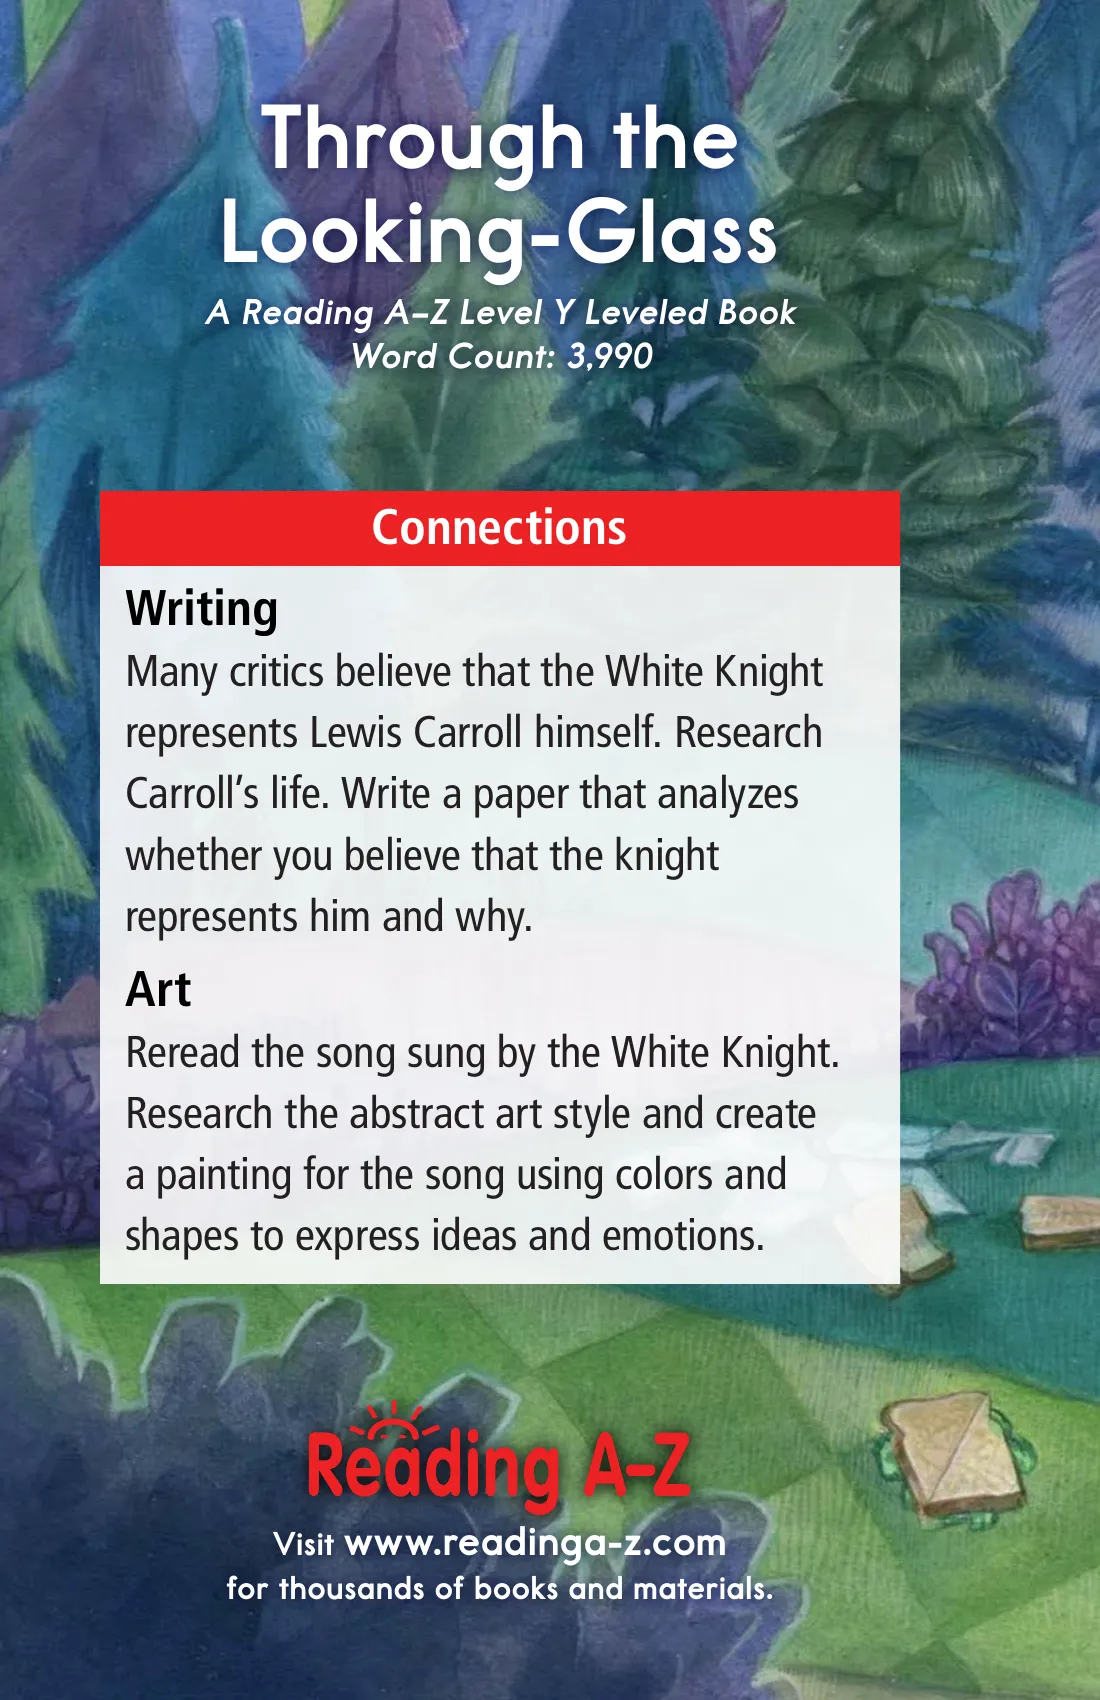 Through the
Looking-Glass
A Reading A–Z Level Y Leveled Book
Word Count: 3,990
Connections
Writing
Many critics believe that the White Knight
represents Lewis Carroll himself. Research
Carroll’s life. Write a paper that analyzes
whether you believe that the knight
represents him and why.
Art
Reread the song sung by the White Knight.
Research the abstract art style and create
a painting for the song using colors and
shapes to express ideas and emotions.
Reading A–Z
Visit www.readinga-z.com
for thousands of books and materials.